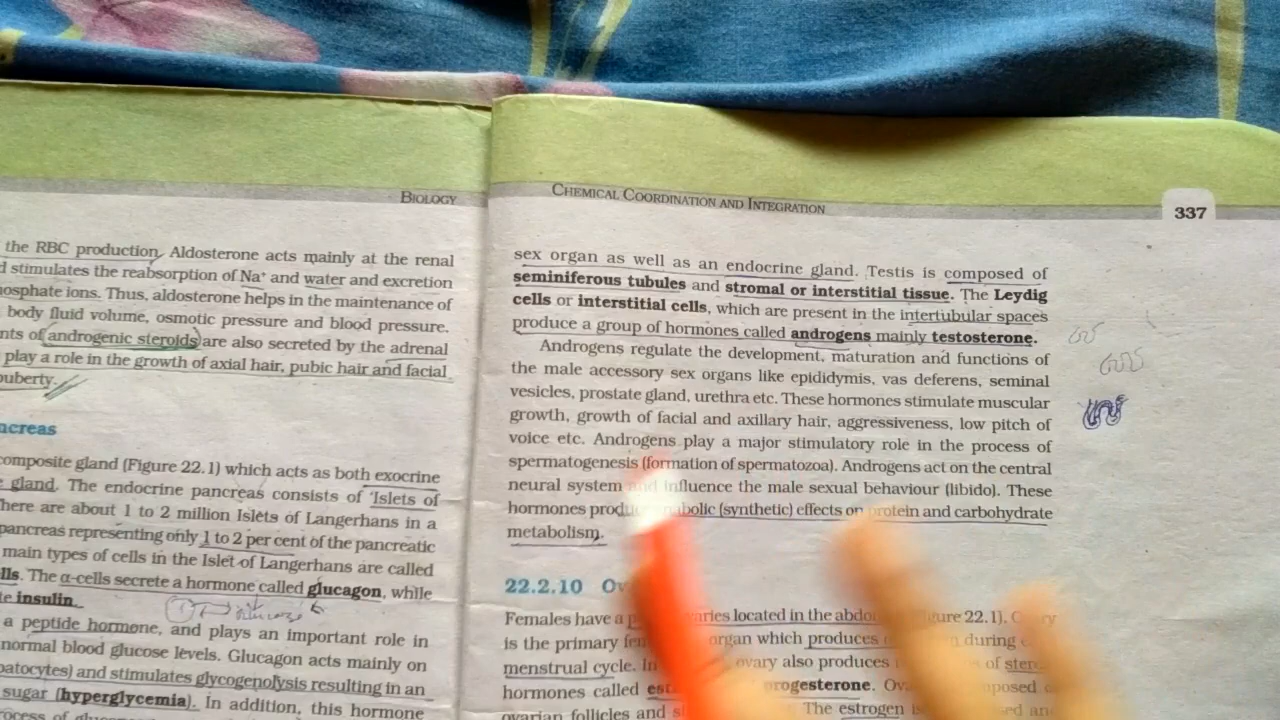 BIOLOGY
the RBC production. Aldosterone acts mainly at the renal
stimulates the reabsorption of Na⁺ and water and excretion
phosphate ions. Thus, aldosterone helps in the maintenance of
body fluid volume, osmotic pressure and blood pressure.
of androgenic steroids are also secreted by the adrenal
play a role in the growth of axial hair, pubic hair and facial
puberty.
composite gland (Figure 22.1) which acts as both exocrine
gland. The endocrine pancreas consists of 'Islets of
here are about 1 to 2 million Islets of Langerhans in a
pancreas representing only 1 to 2 per cent of the pancreatic
main types of cells in the Islet of Langerhans are called
The α-cells secrete a hormone called glucagon, while
insulin.
a peptide hormone, and plays an important role in
normal blood glucose levels. Glucagon acts mainly on
and stimulates glycogenolysis resulting in an
sugar (hyperglycemia). In addition, this hormone
CHEMICAL COORDINATION AND INTEGRATION
337
sex organ as well as an endocrine gland. Testis is composed of
seminiferous tubules and stromal or interstitial tissue. The Leydig
cells or interstitial cells, which are present in the intertubular spaces
produce a group of hormones called androgens mainly testosterone.
Androgens regulate the development, maturation and functions of
the male accessory sex organs like epididymis, vas deferens, seminal
vesicles, prostate gland, urethra etc. These hormones stimulate muscular
growth, growth of facial and axillary hair, aggressiveness, low pitch of
voice etc. Androgens play a major stimulatory role in the process of
spermatogenesis (formation of spermatozoa). Androgens act on the central
neural system and influence the male sexual behaviour (libido). These
hormones produce anabolic (synthetic) effects on protein and carbohydrate
metabolism.
22.2.10
Females have a located in the
is the primary organ which produces during
menstrual cycle. ovary also produces of
hormones called progesterone.
ovarian follicles and The estrogen is